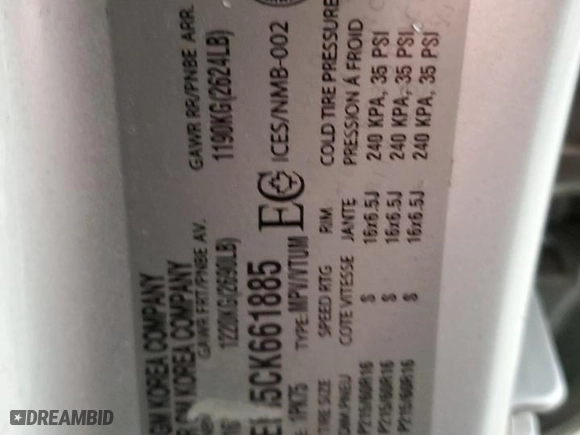 GM KOREA COMPANY
KOREA COMPANY
GAWR FRT/PNBE AV. GAWR RR/PNBE ARR.
1220KG(2690LB) 1190KG(2624LB)
5CK661885 EC ICES/NMB-002
1PK75 TYPE:MPV/VTUM
TIRE SIZE SPEED RTG RIM COLD TIRE PRESSURE
DIM PNEU COTE VITESSE JANTE PRESSION À FROID
P215/60R16 S 16x6.5J 240 KPA, 35 PSI
P215/60R16 S 16x6.5J 240 KPA, 35 PSI
P215/60R16 S 16x6.5J 240 KPA, 35 PSI
DREAMBID